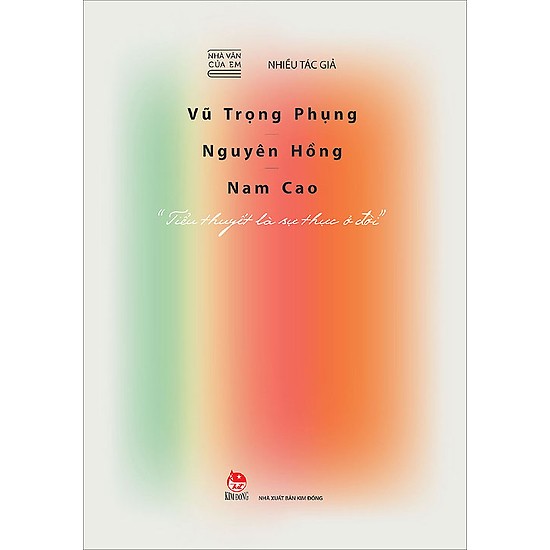 NHÀ VĂN
CỦA EM
NHIỀU TÁC GIẢ
Vũ Trọng Phụng
Nguyên Hồng
Nam Cao
“Tiểu thuyết là sự thực ở đời”
KIM ĐỒNG
NHÀ XUẤT BẢN KIM ĐỒNG